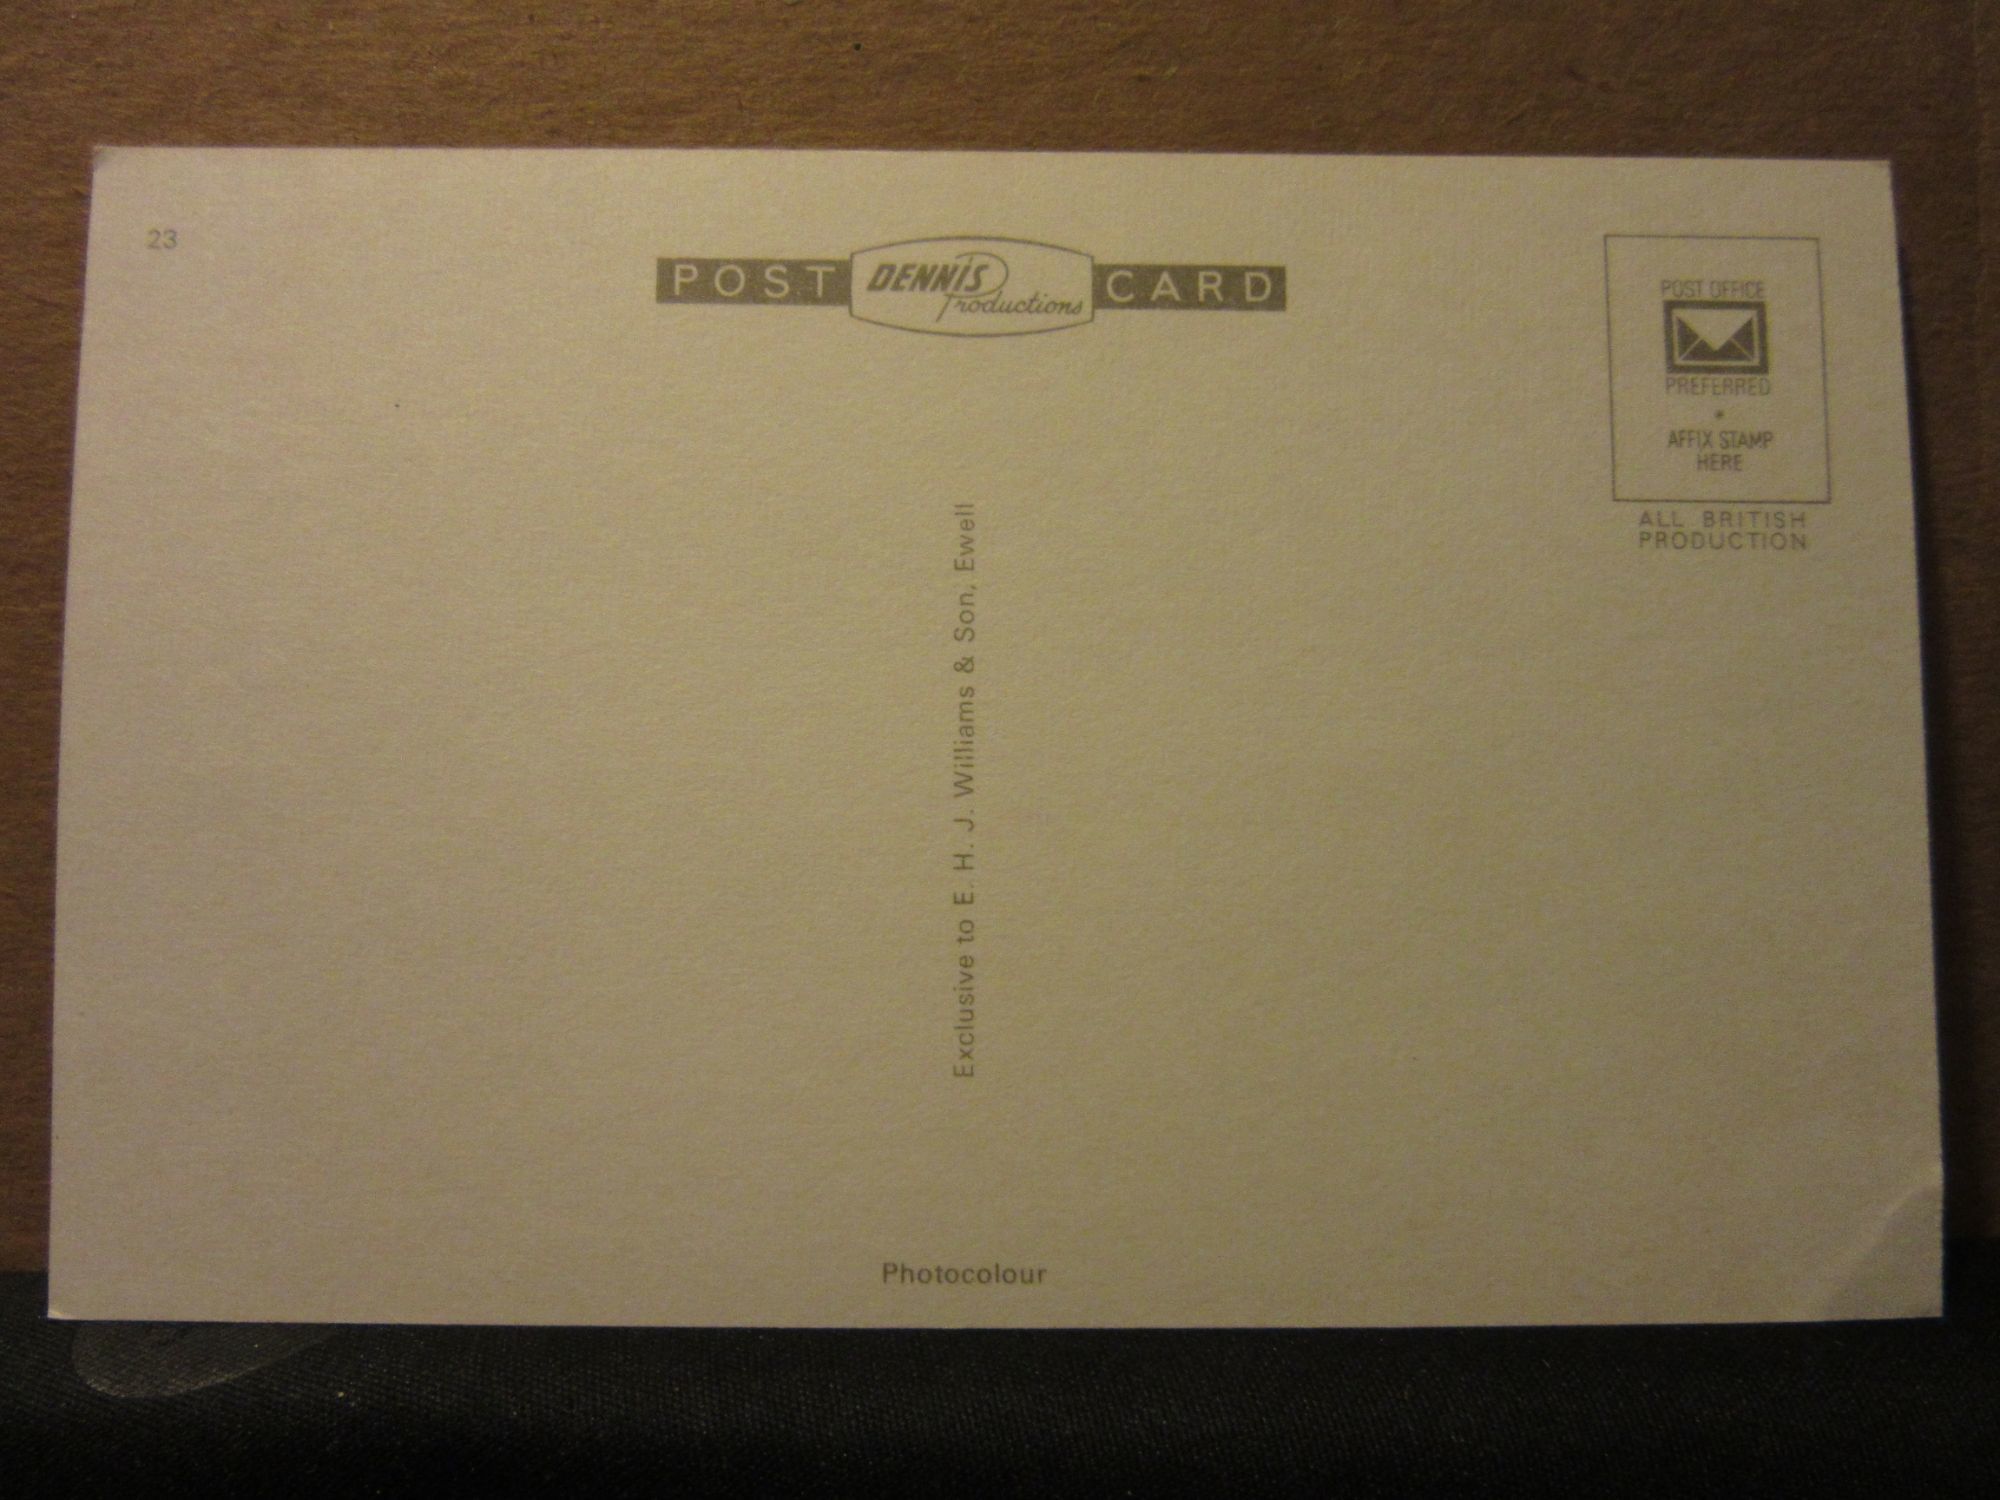 23
POST DENNIS Productions CARD
POST OFFICE
PREFERRED
AFFIX STAMP
HERE
ALL BRITISH
PRODUCTION
Exclusive to E. H. J. Williams & Son, Ewell
Photocolour